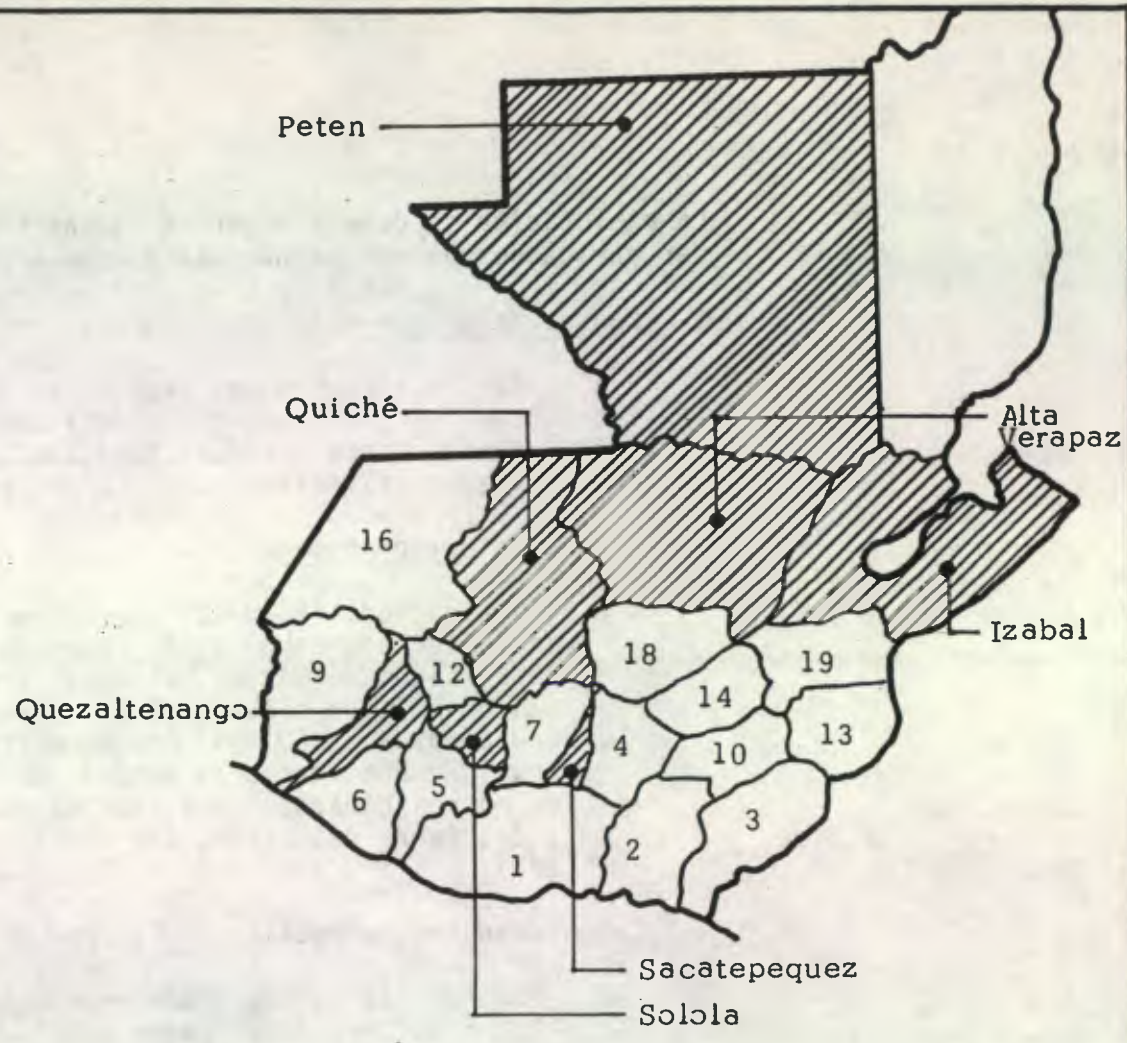 Peten
Quiché
Alta
Verapaz
16
Izabal
9
12
18
19
14
Quezaltenango
7
4
10
13
6
5
3
1
2
Sacatepequez
Solola